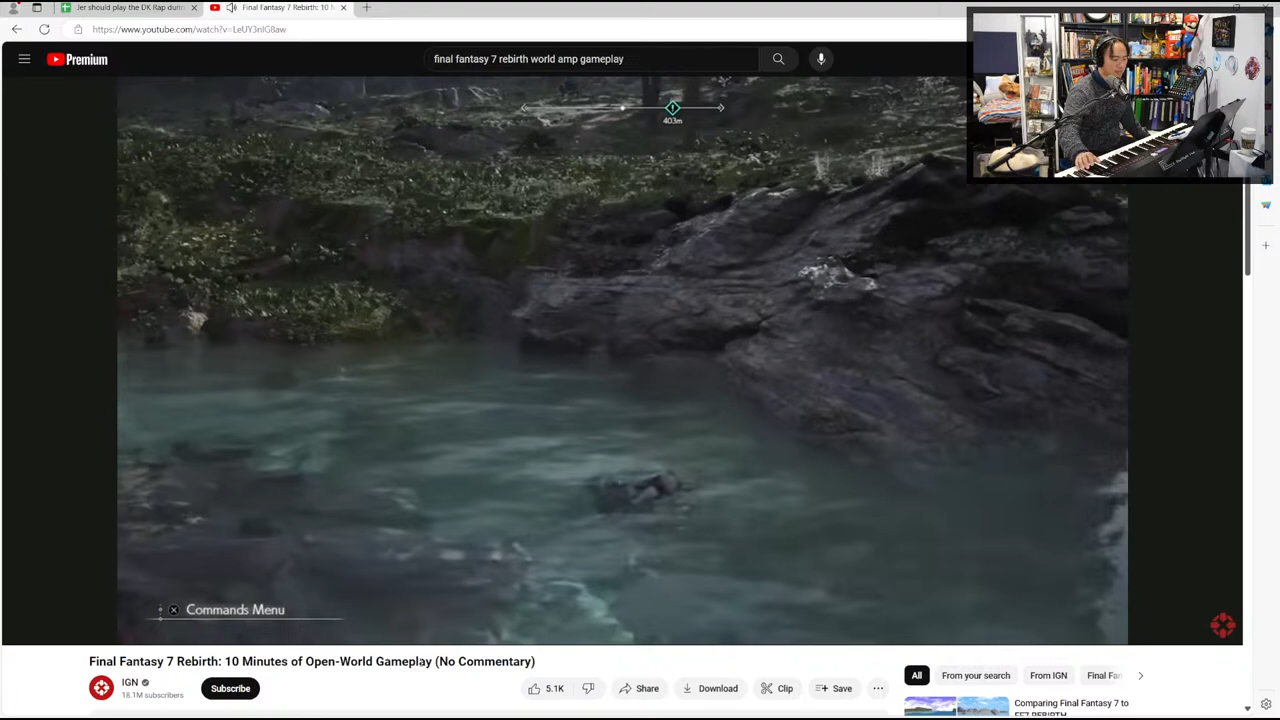 Jer should play the DK Rap durin
Final Fantasy 7 Rebirth: 10 M
https://www.youtube.com/watch?v=LeUY3nIG8aw
Premium
final fantasy 7 rebirth world amp gameplay
403m
Commands Menu
Final Fantasy 7 Rebirth: 10 Minutes of Open-World Gameplay (No Commentary)
IGN
18.1M subscribers
Subscribe
5.1K
Share
Download
Clip
Save
All
From your search
From IGN
Final Fan
Comparing Final Fantasy 7 to
FF7 REBIRTH